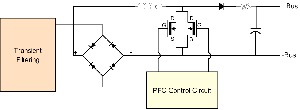 -Bus
D
D
G
G
S
S
Transient
Filtering
+
-
-Bus
PFC Control Circuit